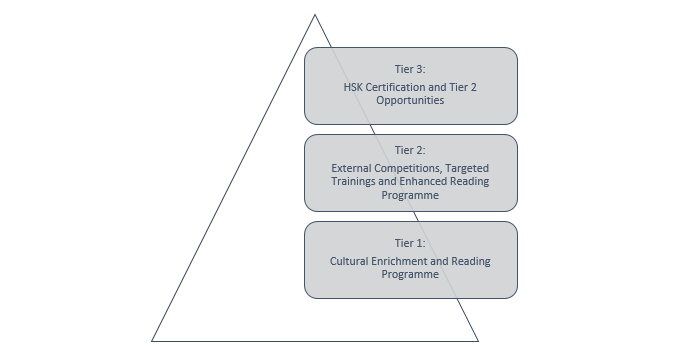 Tier 3:
HSK Certification and Tier 2
Opportunities
Tier 2:
External Competitions, Targeted
Trainings and Enhanced Reading
Programme
Tier 1:
Cultural Enrichment and Reading
Programme